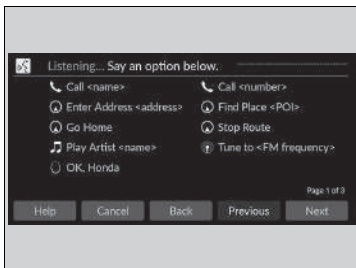 Listening... Say an option below.
Call <name>
Call <number>
Enter Address <address>
Find Place <POI>
Go Home
Stop Route
Play Artist <name>
Tune to <FM frequency>
OK, Honda
Page 1 of 3
Help
Cancel
Back
Previous
Next